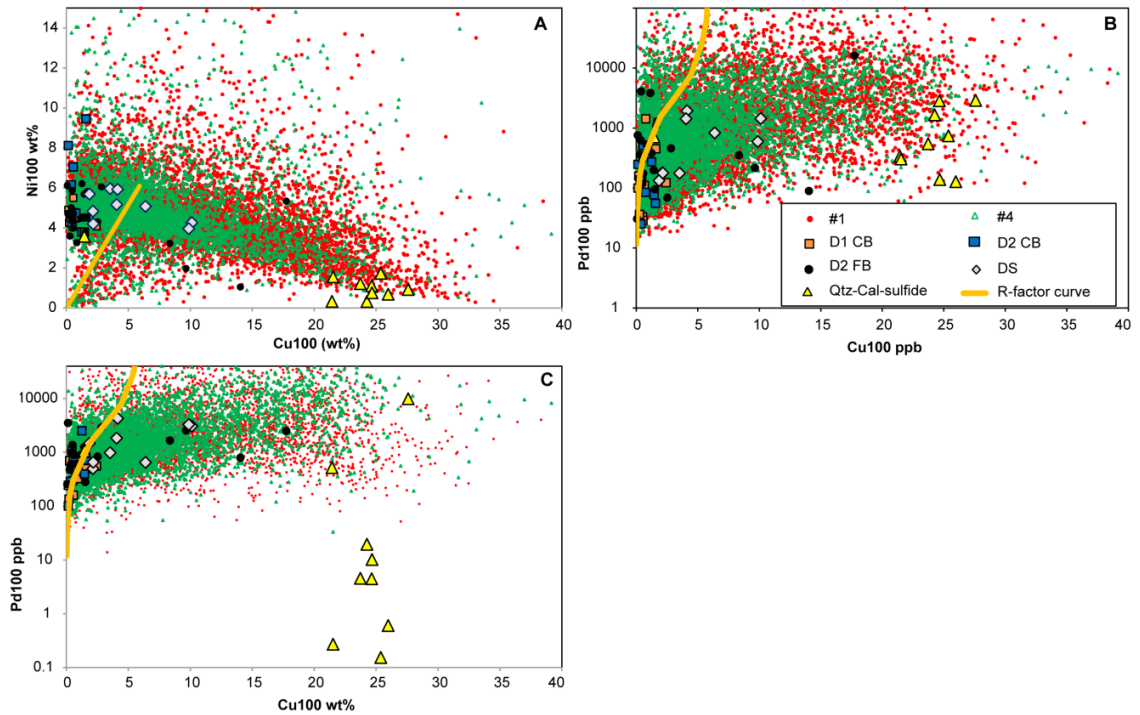 A
14
12
10
8
6
4
2
0
Ni100 wt%
0 5 10 15 20 25 30 35 40
Cu100 (wt%)
B
10000
1000
100
10
1
Pd100 ppb
0 5 10 15 20 25 30 35 40
Cu100 ppb
#1 #4
D1 CB D2 CB
D2 FB DS
Qtz-Cal-sulfide R-factor curve
C
10000
1000
100
10
1
0.1
Pd100 ppb
0 5 10 15 20 25 30 35 40
Cu100 wt%